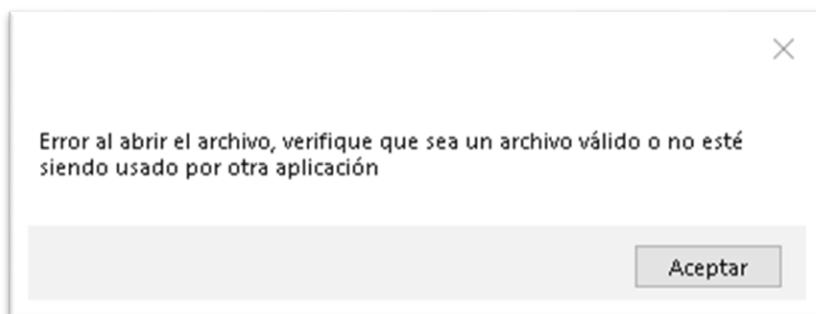 Error al abrir el archivo, verifique que sea un archivo válido o no esté
siendo usado por otra aplicación
Aceptar